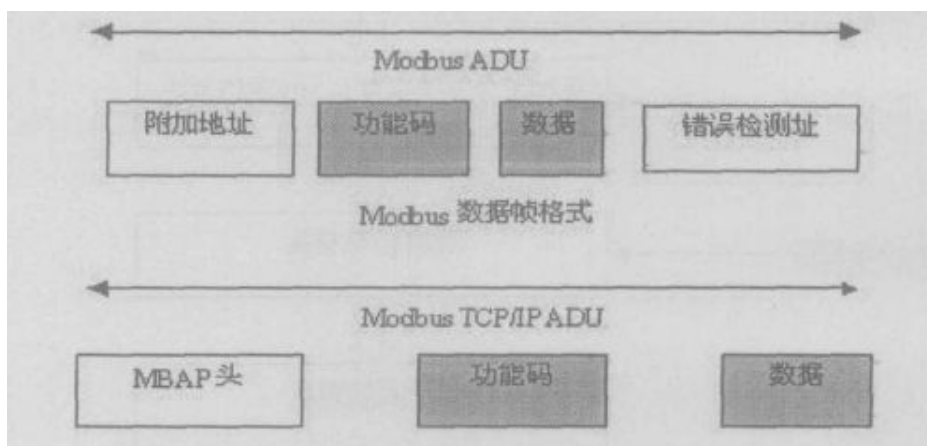 Modbus ADU
附加地址 功能码 数据 错误检测址
Modbus 数据帧格式
Modbus TCP/IP ADU
MBAP头 功能码 数据